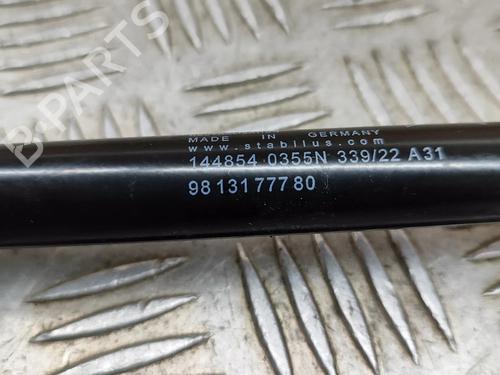 MADE IN GERMANY
www.stabilus.com
144854 0355N 339/22 A31
98 131 777 80
B-PARTS